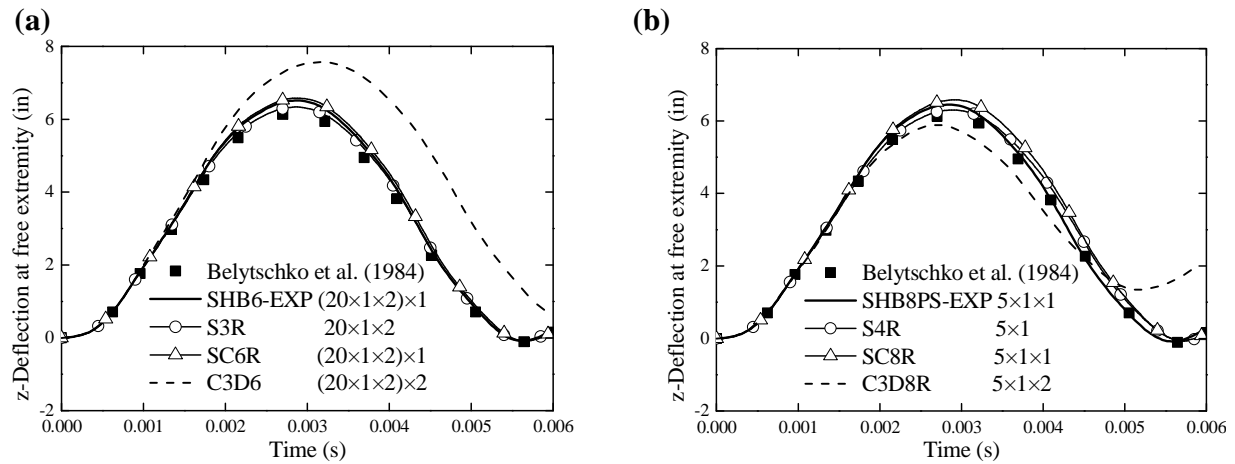 (a)
z-Deflection at free extremity (in)
8
6
4
2
0
-2
Belytschko et al. (1984)
SHB6-EXP (20×1×2)×1
S3R 20×1×2
SC6R (20×1×2)×1
C3D6 (20×1×2)×2
0.000 0.001 0.002 0.003 0.004 0.005 0.006
Time (s)
(b)
z-Deflection at free extremity (in)
8
6
4
2
0
-2
Belytschko et al. (1984)
SHB8PS-EXP 5×1×1
S4R 5×1
SC8R 5×1×1
C3D8R 5×1×2
0.000 0.001 0.002 0.003 0.004 0.005 0.006
Time (s)